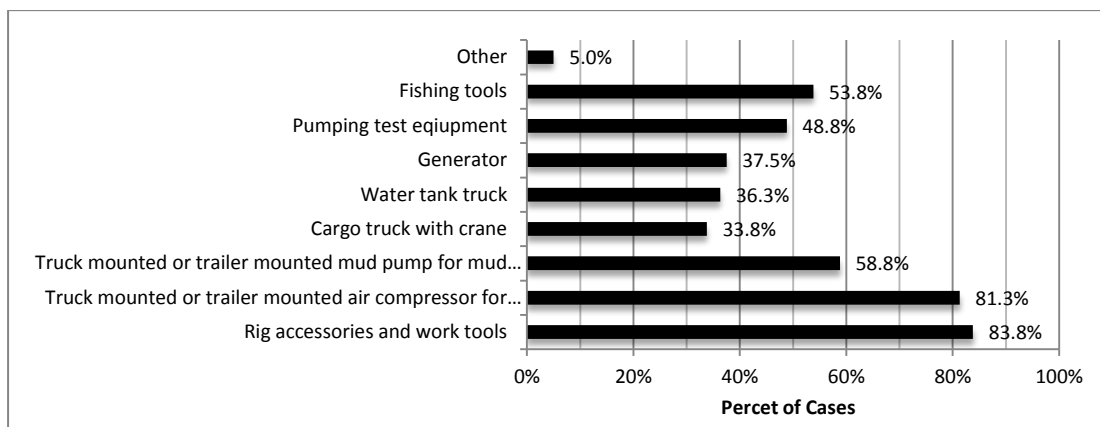 Other 5.0%
Fishing tools 53.8%
Pumping test eqiupment 48.8%
Generator 37.5%
Water tank truck 36.3%
Cargo truck with crane 33.8%
Truck mounted or trailer mounted mud pump for mud... 58.8%
Truck mounted or trailer mounted air compressor for... 81.3%
Rig accessories and work tools 83.8%
0% 20% 40% 60% 80% 100%
Percet of Cases